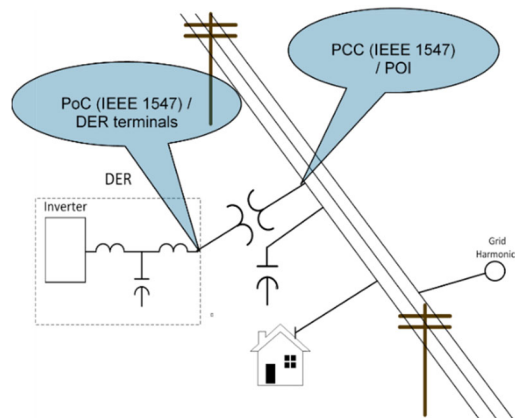 PCC (IEEE 1547)
/ POI
PoC (IEEE 1547) /
DER terminals
DER
Inverter
Grid
Harmonic
c